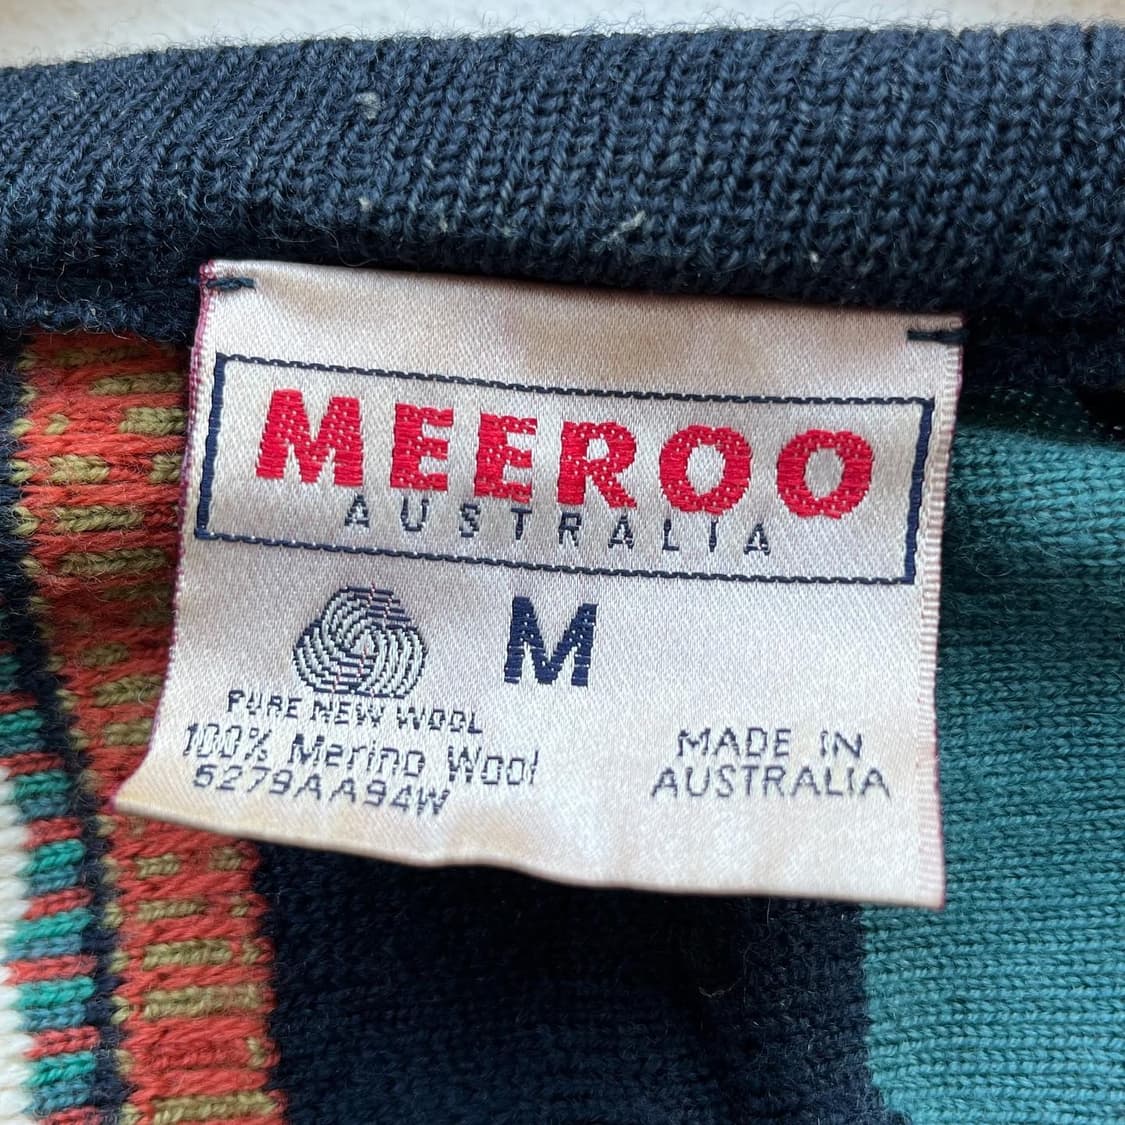 MEEROO
AUSTRALIA
M
PURE NEW WOOL
100% Merino Wool
5279AA94W
MADE IN
AUSTRALIA